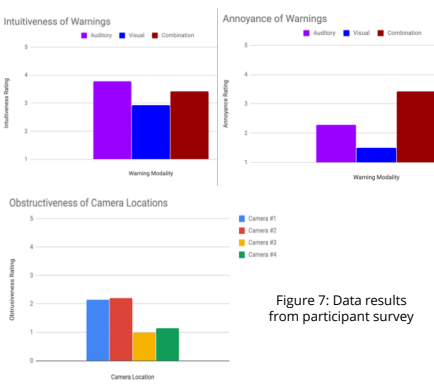 Intuitiveness of Warnings
Auditory Visual Combination
5
4
3
2
1
Intuitiveness Rating
Warning Modality
Annoyance of Warnings
Auditory Visual Combination
5
4
3
2
1
Annoyance Rating
Warning Modality
Obstructiveness of Camera Locations
5
4
3
2
1
0
Obtrusiveness Rating
Camera Location
Camera #1
Camera #2
Camera #3
Camera #4
Figure 7: Data results
from participant survey